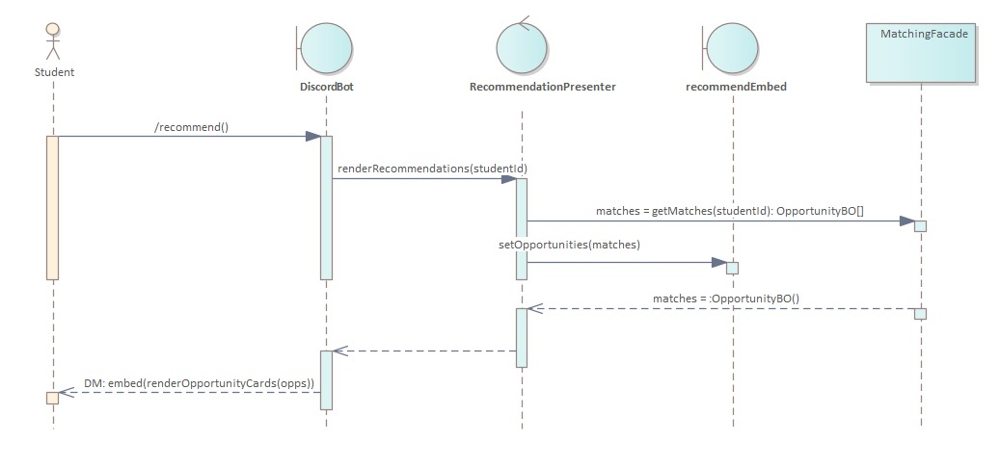 Student
DiscordBot
RecommendationPresenter
recommendEmbed
MatchingFacade
/recommend()
renderRecommendations(studentId)
matches = getMatches(studentId): OpportunityBO[]
setOpportunities(matches)
matches = :OpportunityBO()
DM: embed(renderOpportunityCards(opps))